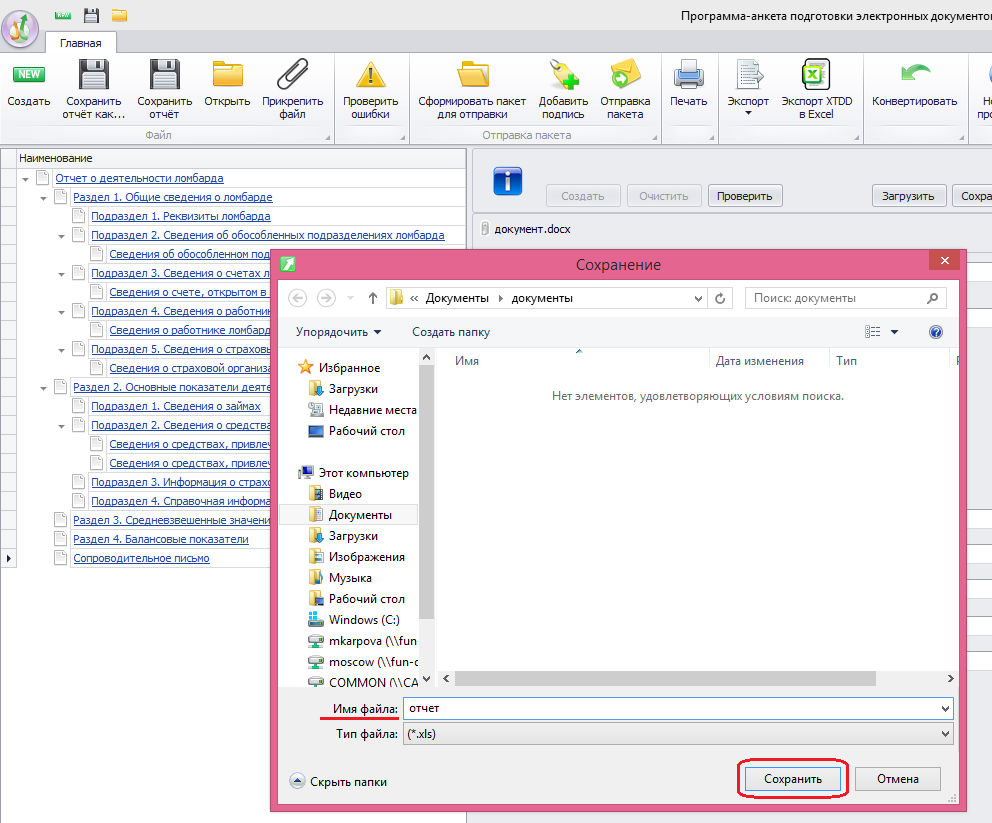 NEW
Программа-анкета подготовки электронных документо
Главная
NEW
Создать
Сохранить отчёт как...
Сохранить отчёт
Открыть
Прикрепить файл
Проверить ошибки
Сформировать пакет для отправки
Добавить подпись
Отправка пакета
Печать
Экспорт
Экспорт XTDD в Excel
Конвертировать
Файл
Отправка пакета
Наименование
Отчет о деятельности ломбарда
Раздел 1. Общие сведения о ломбарде
Подраздел 1. Реквизиты ломбарда
Подраздел 2. Сведения об обособленных подразделениях ломбарда
Сведения об обособленном под
Подраздел 3. Сведения о счетах л
Сведения о счете, открытом в
Подраздел 4. Сведения о работник
Сведения о работнике ломбард
Подраздел 5. Сведения о страховы
Сведения о страховой организа
Раздел 2. Основные показатели деяте
Подраздел 1. Сведения о займах
Подраздел 2. Сведения о средства
Сведения о средствах, привлеч
Сведения о средствах, привлеч
Подраздел 3. Информация о страхо
Подраздел 4. Справочная информа
Раздел 3. Средневзвешенные значени
Раздел 4. Балансовые показатели
Сопроводительное письмо
Создать
Очистить
Проверить
Загрузить
Сохра
документ.docx
Сохранение
« Документы
документы
Поиск: документы
Упорядочить
Создать папку
Избранное
Загрузки
Недавние места
Рабочий стол
Этот компьютер
Видео
Документы
Загрузки
Изображения
Музыка
Рабочий стол
Windows (C:)
mkarpova (\\fun
moscow (\\fun-c
COMMON (\\CA
Имя
Дата изменения
Тип
Нет элементов, удовлетворяющих условиям поиска.
Имя файла:
отчет
Тип файла:
(*.xls)
Скрыть папки
Сохранить
Отмена